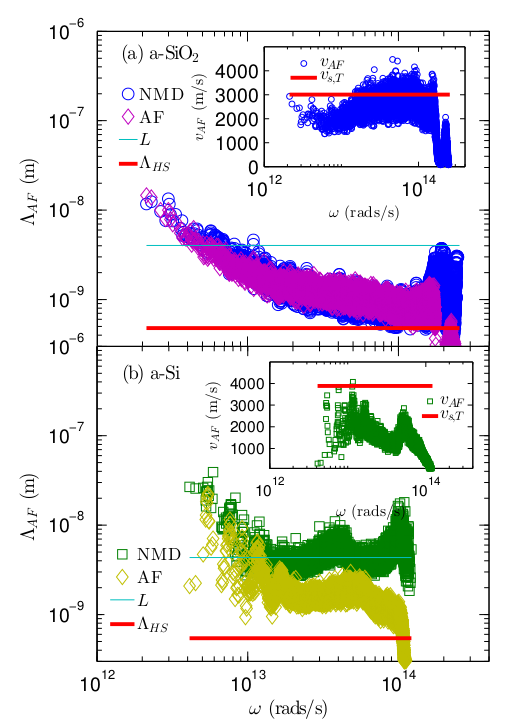 10⁻⁶
(a) a-SiO₂
NMD
AF
L
Λ_HS
v_AF
v_s,T
4000
3000
2000
1000
0
v_AF (m/s)
10¹² 10¹⁴
ω (rads/s)
10⁻⁷
10⁻⁸
10⁻⁹
Λ_AF (m)
10⁻⁶
(b) a-Si
v_AF
v_s,T
4000
3000
2000
1000
v_AF (m/s)
10¹² 10¹⁴
ω (rads/s)
10⁻⁷
10⁻⁸
10⁻⁹
Λ_AF (m)
NMD
AF
L
Λ_HS
10¹² 10¹³ 10¹⁴
ω (rads/s)